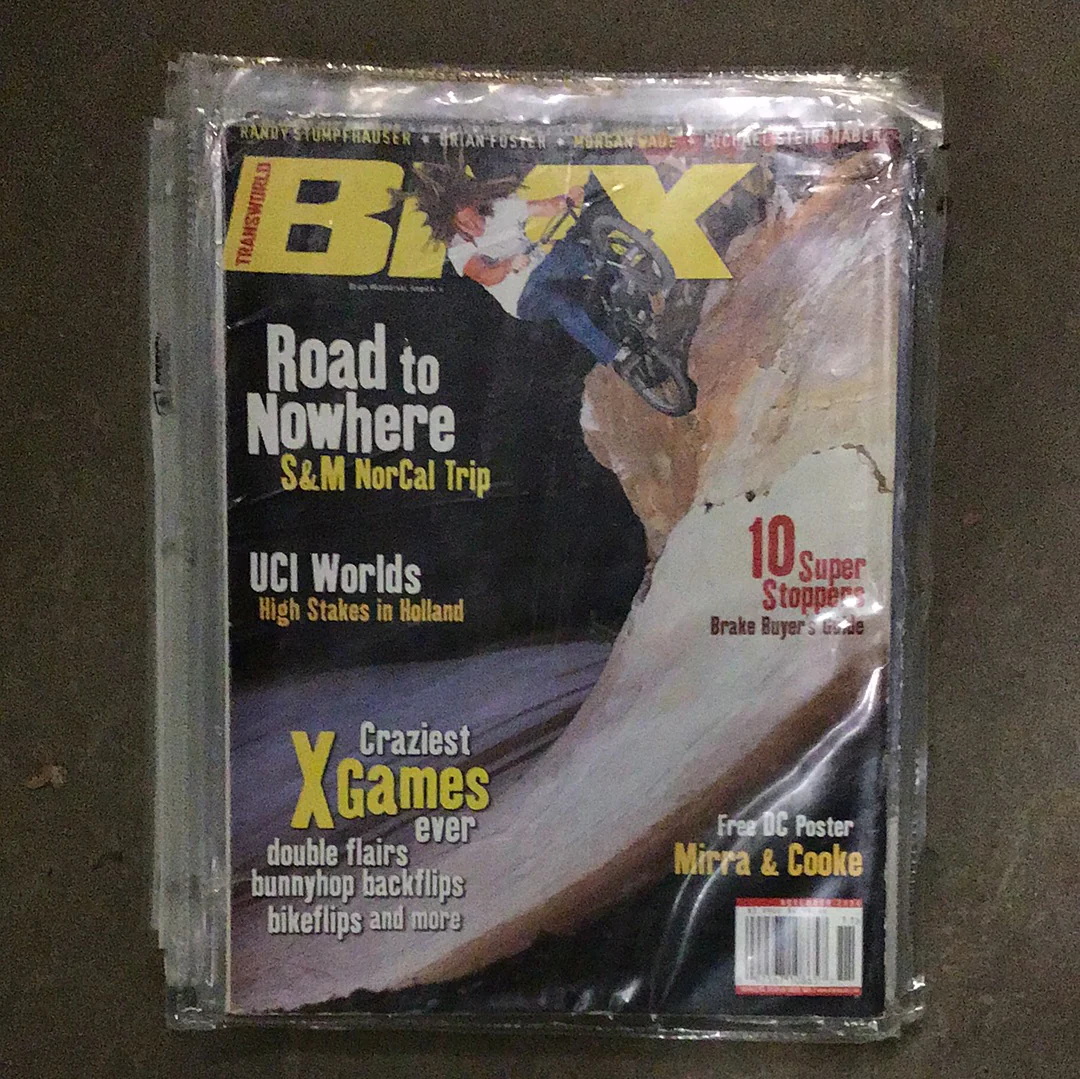 RANDY STUMPFHAUSER + BRIAN FOSTER + MORGAN WADE + MICHAEL STEINGRABER
TRANSWORLD
BMX
Road to
Nowhere
S&M NorCal Trip
UCI Worlds
High Stakes in Holland
10 Super
Stoppers
Brake Buyer's Guide
Craziest
X Games
ever
double flairs
bunnyhop backflips
bikeflips and more
Free DC Poster
Mirra & Cooke
NOVEMBER